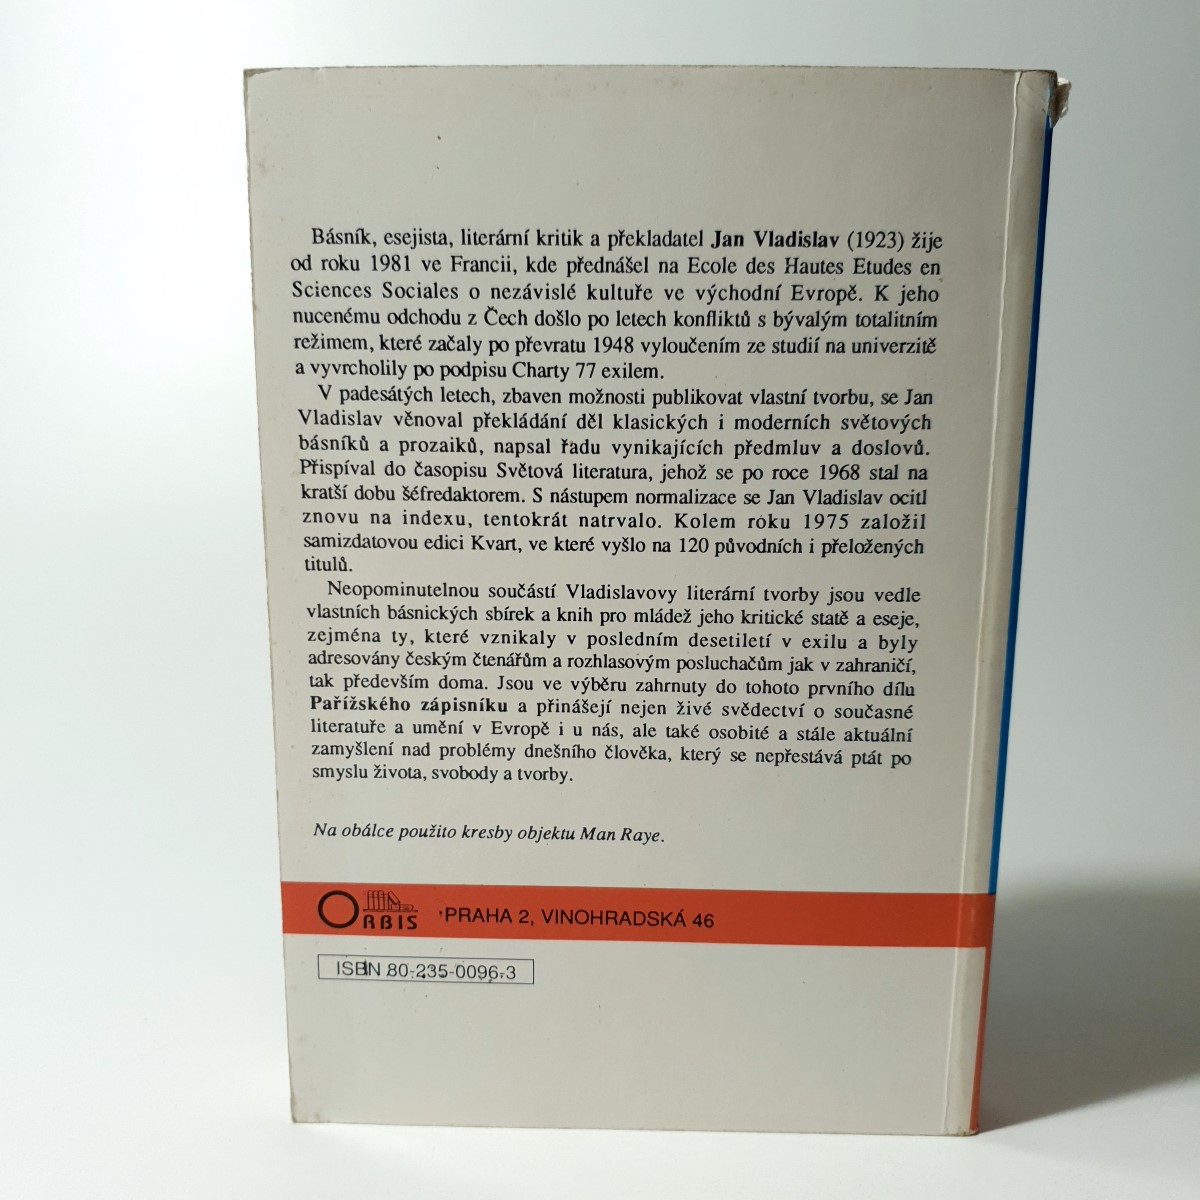 Básník, esejista, literární kritik a překladatel Jan Vladislav (1923) žije
od roku 1981 ve Francii, kde přednášel na Ecole des Hautes Etudes en
Sciences Sociales o nezávislé kultuře ve východní Evropě. K jeho
nucenému odchodu z Čech došlo po letech konfliktů s bývalým totalitním
režimem, které začaly po převratu 1948 vyloučením ze studií na univerzitě
a vyvrcholily po podpisu Charty 77 exilem.
V padesátých letech, zbaven možnosti publikovat vlastní tvorbu, se Jan
Vladislav věnoval překládání děl klasických i moderních světových
básníků a prozaiků, napsal řadu vynikajících předmluv a doslovů.
Přispíval do časopisu Světová literatura, jehož se po roce 1968 stal na
kratší dobu šéfredaktorem. S nástupem normalizace se Jan Vladislav ocitl
znovu na indexu, tentokrát natrvalo. Kolem roku 1975 založil
samizdatovou edici Kvart, ve které vyšlo na 120 původních i přeložených
titulů.
Neopominutelnou součástí Vladislavovy literární tvorby jsou vedle
vlastních básnických sbírek a knih pro mládež jeho kritické statě a eseje,
zejména ty, které vznikaly v posledním desetiletí v exilu a byly
adresovány českým čtenářům a rozhlasovým posluchačům jak v zahraničí,
tak především doma. Jsou ve výběru zahrnuty do tohoto prvního dílu
Pařížského zápisníku a přinášejí nejen živé svědectví o současné
literatuře a umění v Evropě i u nás, ale také osobité a stále aktuální
zamyšlení nad problémy dnešního člověka, který se nepřestává ptát po
smyslu života, svobody a tvorby.
Na obálce použito kresby objektu Man Raye.
ORBIS PRAHA 2, VINOHRADSKÁ 46
ISBN 80-235-0096-3